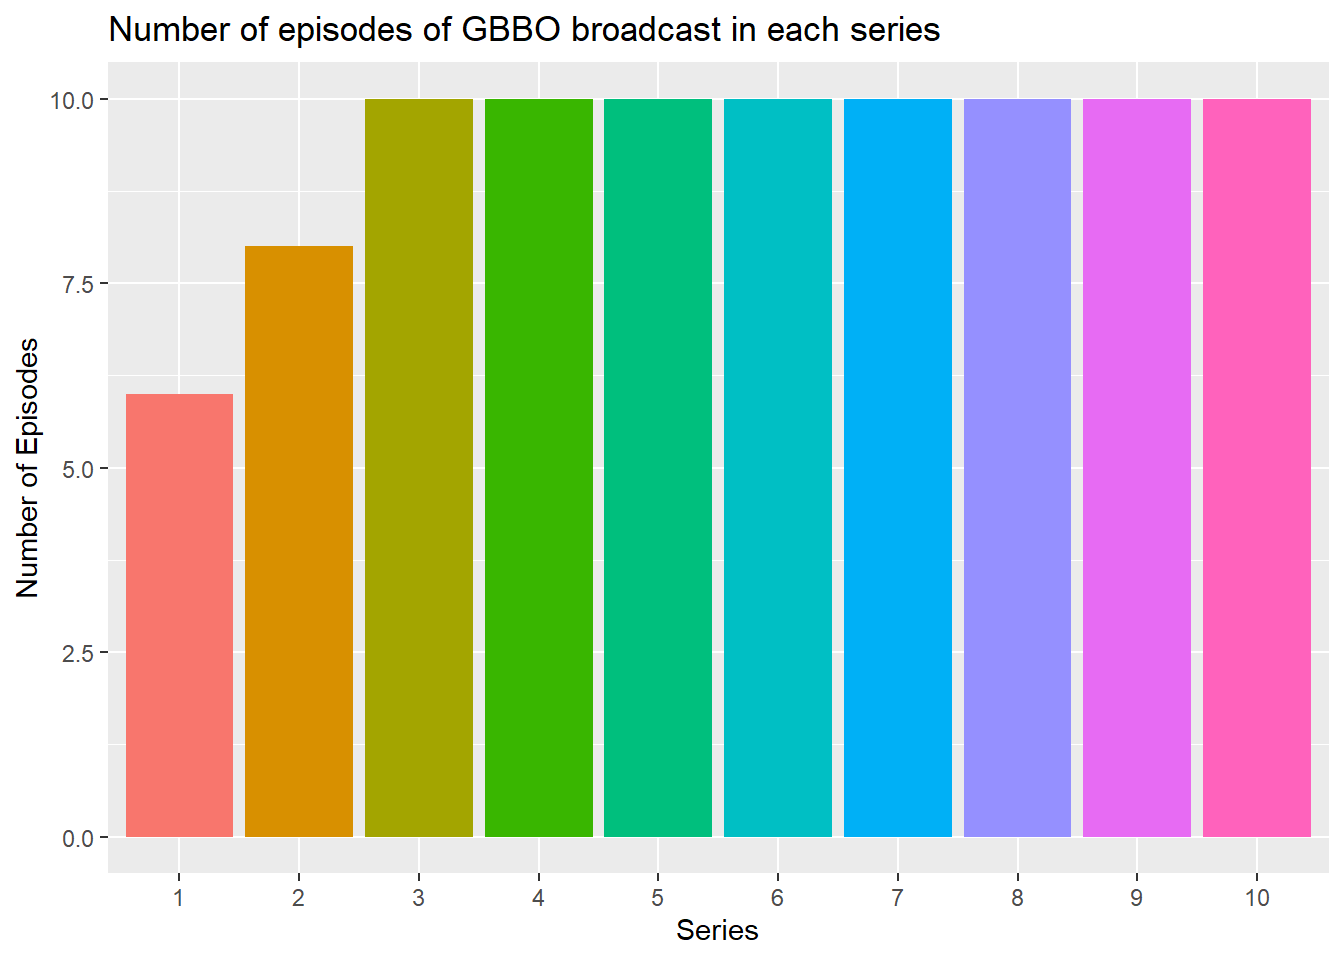 Number of episodes of GBBO broadcast in each series
10.0
7.5
5.0
2.5
0.0
Number of Episodes
1 2 3 4 5 6 7 8 9 10
Series